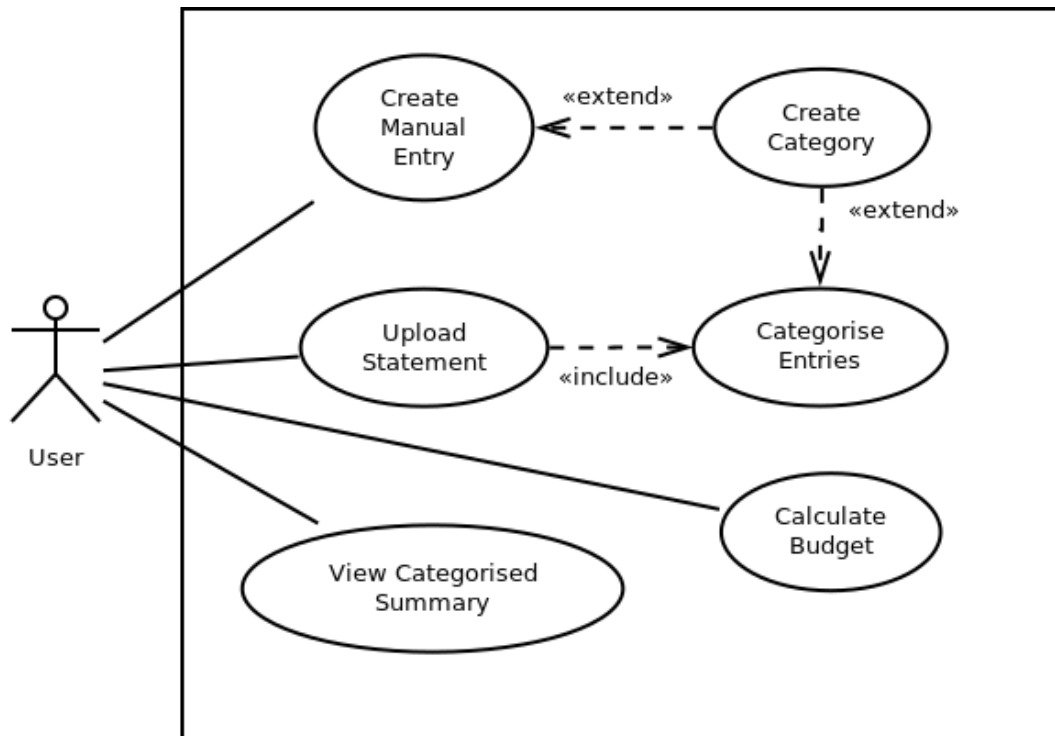 Create
Manual
Entry
«extend»
Create
Category
«extend»
Upload
Statement
«include»
Categorise
Entries
User
Calculate
Budget
View Categorised
Summary